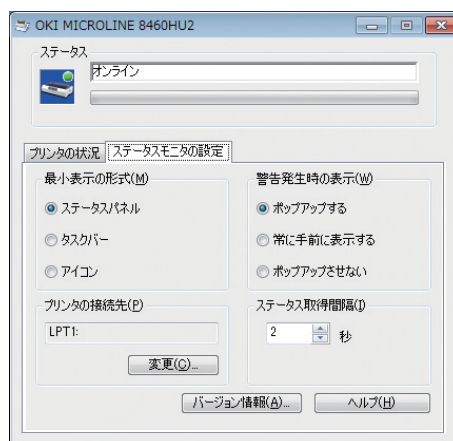 OKI MICROLINE 8460HU2
ステータス
オンライン
プリンタの状況 ステータスモニタの設定
最小表示の形式(M) 警告発生時の表示(W)
ステータスパネル ポップアップする
タスクバー 常に手前に表示する
アイコン ポップアップさせない
プリンタの接続先(P) ステータス取得間隔(I)
LPT1: 2 秒
変更(C)...
バージョン情報(A)... ヘルプ(H)